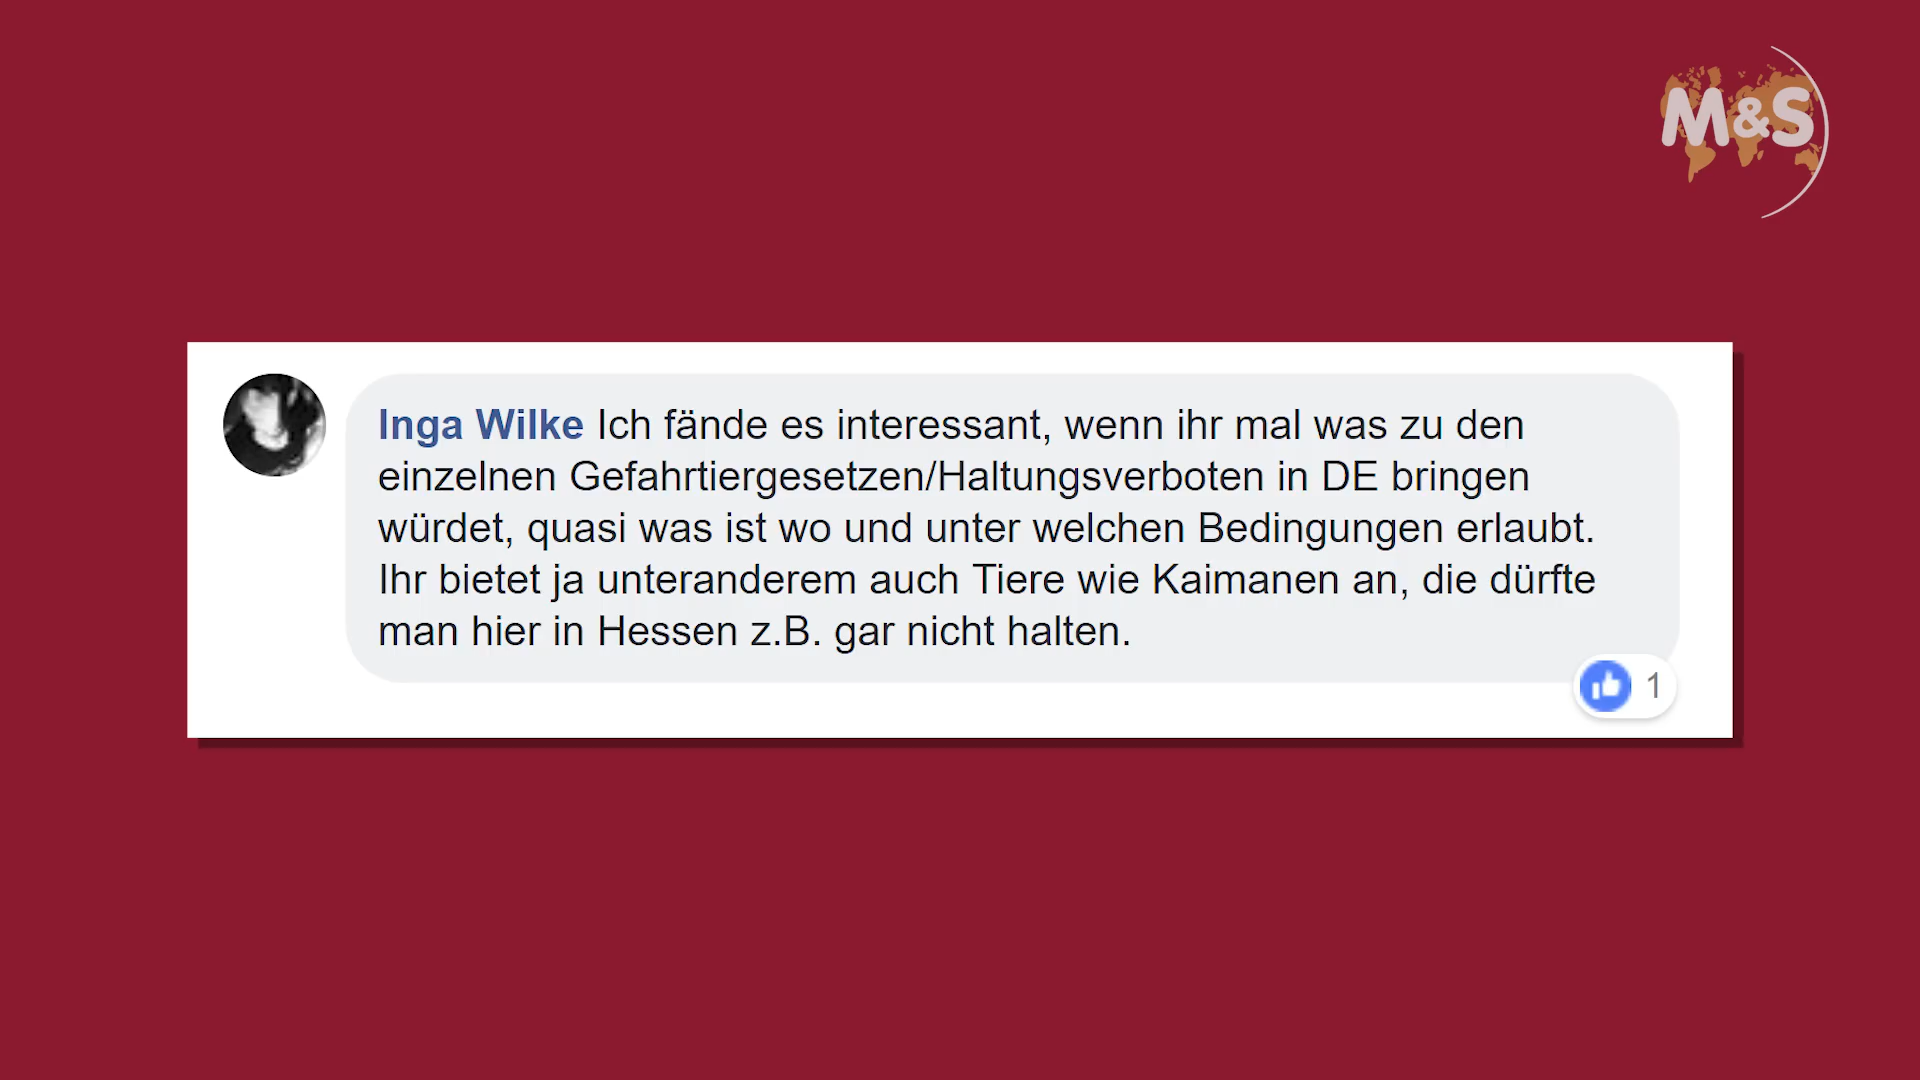 M&S
Inga Wilke Ich fände es interessant, wenn ihr mal was zu den
einzelnen Gefahrtiergesetzen/Haltungsverboten in DE bringen
würdet, quasi was ist wo und unter welchen Bedingungen erlaubt.
Ihr bietet ja unteranderem auch Tiere wie Kaimanen an, die dürfte
man hier in Hessen z.B. gar nicht halten.
1